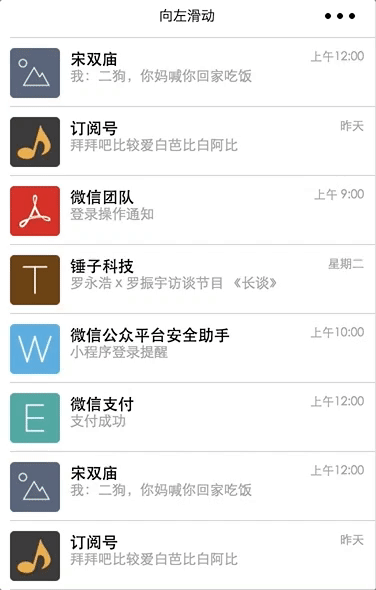 向左滑动
宋双庙
上午12:00
我：二狗，你妈喊你回家吃饭
订阅号
昨天
拜拜吧比较爱白芭比白阿比
微信团队
上午 9:00
登录操作通知
T
锤子科技
星期二
罗永浩 x 罗振宇访谈节目 《长谈》
W
微信公众平台安全助手
上午10:00
小程序登录提醒
E
微信支付
上午12:00
支付成功
宋双庙
上午12:00
我：二狗，你妈喊你回家吃饭
订阅号
昨天
拜拜吧比较爱白芭比白阿比